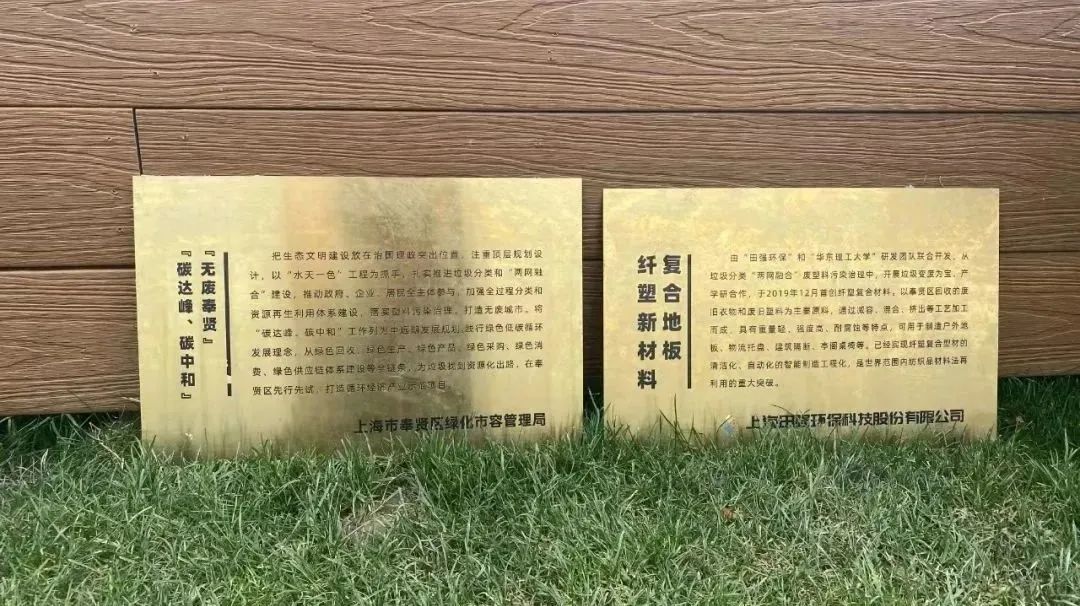 『无废奉贤』
『碳达峰、碳中和』
把生态文明建设放在治国理政突出位置，注重顶层规划设
计，以“水天一色”工程为抓手，扎实推进垃圾分类和“两网融
合”建设，推动政府、企业、居民全主体参与，加强全过程分类和
资源再生利用体系建设，落实塑料污染治理，打造无废城市。将
“碳达峰、碳中和”工作列为中远期发展规划，践行绿色低碳循环
发展理念，从绿色回收、绿色生产、绿色产品、绿色采购、绿色消
费、绿色供应链体系建设等全链条，为垃圾找到资源化出路，在奉
贤区先行先试，打造循环经济产业示范项目。
上海市奉贤区绿化市容管理局
复合地板
纤塑新材料
由“田强环保”和“华东理工大学”研发团队联合开发，从
垃圾分类“两网融合”废塑料污染治理中，开展垃圾变废为宝、产
学研合作，于2019年12月首创纤塑复合材料，以奉贤区回收的废
旧衣物和废旧塑料为主要原料，通过减容、混合、挤出等工艺加工
而成，具有重量轻、强度高、耐腐蚀等特点，可用于制造户外地
板、物流托盘、建筑隔断、亭阁桌椅等。已经实现纤塑复合型材的
清洁化、自动化的智能制造工程化，是世界范围内纺织品材料法再
利用的重大突破。
上海田强环保科技股份有限公司